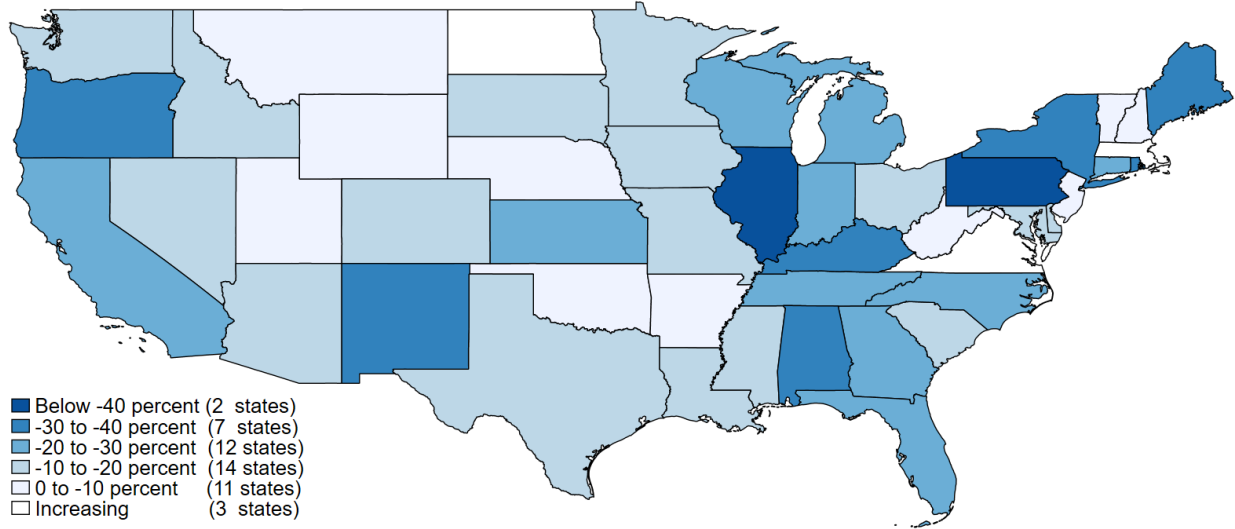 Below -40 percent (2 states)
-30 to -40 percent (7 states)
-20 to -30 percent (12 states)
-10 to -20 percent (14 states)
0 to -10 percent (11 states)
Increasing (3 states)